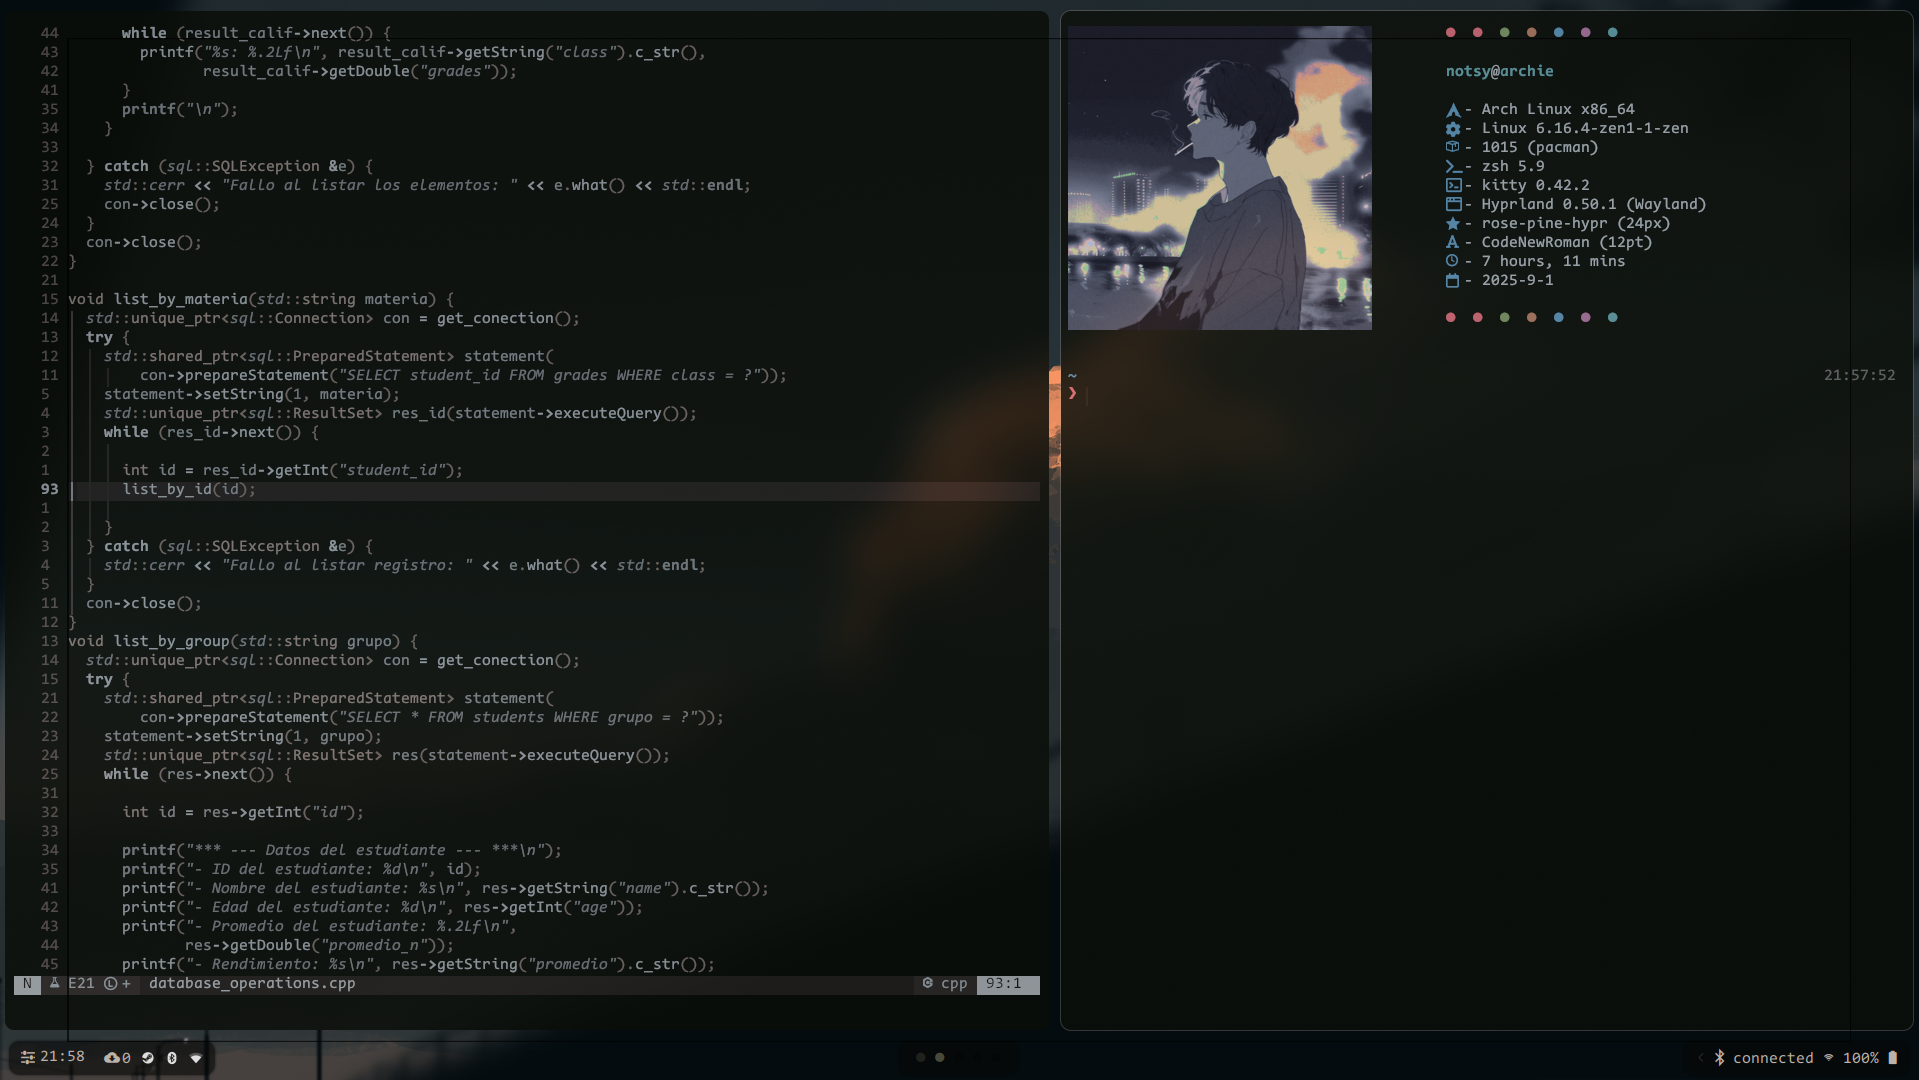 44 while (result_calif->next()) {
43 printf("%s: %.2Lf\n", result_calif->getString("class").c_str(),
42 result_calif->getDouble("grades"));
41 }
35 printf("\n");
34 }
33
32 } catch (sql::SQLException &e) {
31 std::cerr << "Fallo al listar los elementos: " << e.what() << std::endl;
25 con->close();
24 }
23 con->close();
22 }
21
15 void list_by_materia(std::string materia) {
14 std::unique_ptr<sql::Connection> con = get_conection();
13 try {
12 std::shared_ptr<sql::PreparedStatement> statement(
11 con->prepareStatement("SELECT student_id FROM grades WHERE class = ?"));
5 statement->setString(1, materia);
4 std::unique_ptr<sql::ResultSet> res_id(statement->executeQuery());
3 while (res_id->next()) {
2
1 int id = res_id->getInt("student_id");
93 list_by_id(id);
1
2 }
3 } catch (sql::SQLException &e) {
4 std::cerr << "Fallo al listar registro: " << e.what() << std::endl;
5 }
11 con->close();
12 }
13 void list_by_group(std::string grupo) {
14 std::unique_ptr<sql::Connection> con = get_conection();
15 try {
21 std::shared_ptr<sql::PreparedStatement> statement(
22 con->prepareStatement("SELECT * FROM students WHERE grupo = ?"));
23 statement->setString(1, grupo);
24 std::unique_ptr<sql::ResultSet> res(statement->executeQuery());
25 while (res->next()) {
31
32 int id = res->getInt("id");
33
34 printf("*** --- Datos del estudiante --- ***\n");
35 printf("- ID del estudiante: %d\n", id);
41 printf("- Nombre del estudiante: %s\n", res->getString("name").c_str());
42 printf("- Edad del estudiante: %d\n", res->getInt("age"));
43 printf("- Promedio del estudiante: %.2Lf\n",
44 res->getDouble("promedio_n"));
45 printf("- Rendimiento: %s\n", res->getString("promedio").c_str());
N E21 L + database_operations.cpp cpp 93:1
notsy@archie
- Arch Linux x86_64
- Linux 6.16.4-zen1-1-zen
- 1015 (pacman)
- zsh 5.9
- kitty 0.42.2
- Hyprland 0.50.1 (Wayland)
- rose-pine-hypr (24px)
- CodeNewRoman (12pt)
- 7 hours, 11 mins
- 2025-9-1
~ 21:57:52
❯
21:58 0
connected 100%